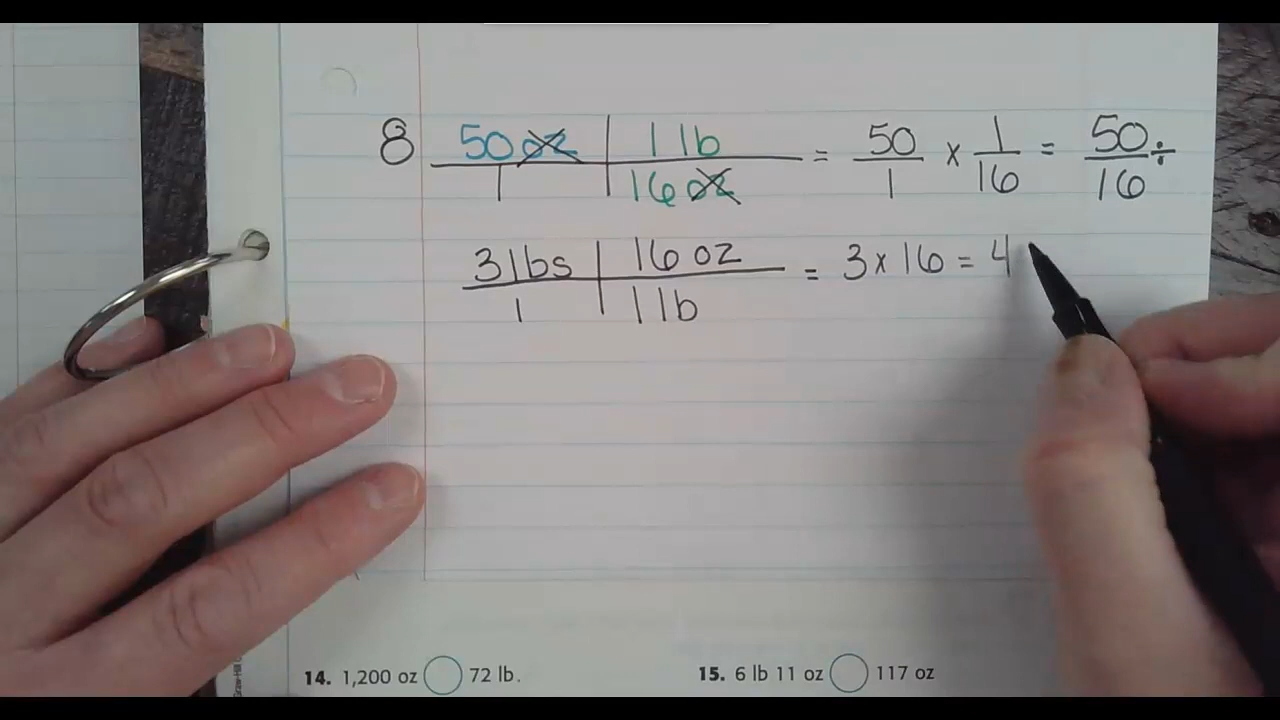 8 50 oz 1 lb = 50 × 1 = 50 ÷
1 16 oz 1 16 16
3 lbs 16 oz = 3 × 16 = 4
1 1 lb
14. 1,200 oz 72 lb. 15. 6 lb 11 oz 117 oz